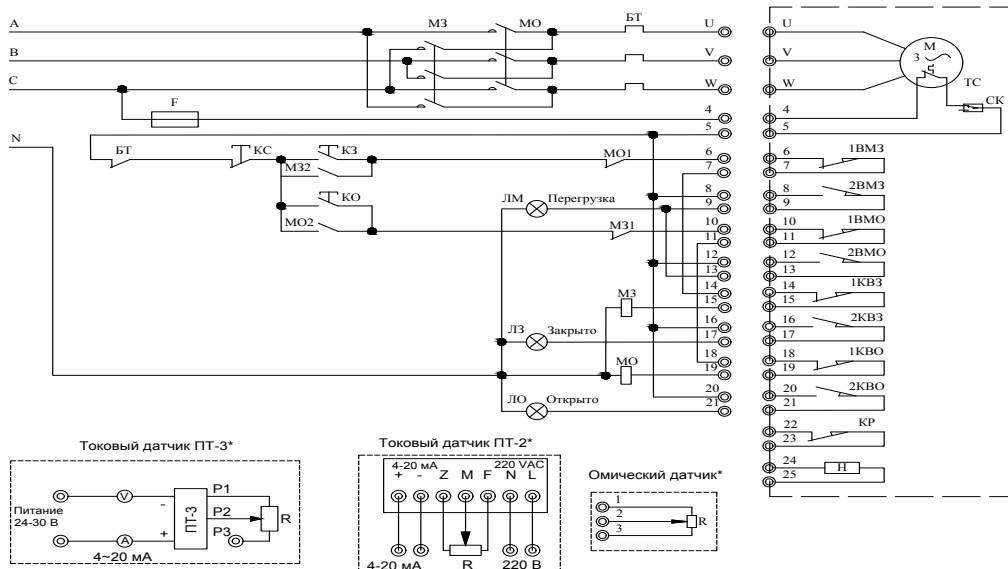 А МЗ МО БТ U U
В V V М 3
С W W ТС СК
F 4 4
5 5
N
БТ КС КЗ МО1 6 6 1ВМЗ
МЗ2 7 7
КО ЛМ Перегрузка 8 8 2ВМЗ
9 9
МО2 МЗ1 10 10 1ВМО
11 11
12 12 2ВМО
13 13
14 14 1КВЗ
МЗ 15 15
16 16 2КВЗ
ЛЗ Закрыто 17 17
МО 18 18 1КВО
19 19
20 20 2КВО
ЛО Открыто 21 21
22 КР
23
24 Н
25
Токовый датчик ПТ-3*
Питание
24-30 В
V
A
-
+
ПТ-3
P1
P2
P3
R
4~20 мА
Токовый датчик ПТ-2*
4-20 мА 220 VAC
+ - Z M F N L
4-20 мА R 220 В
Омический датчик*
1
2
3
R